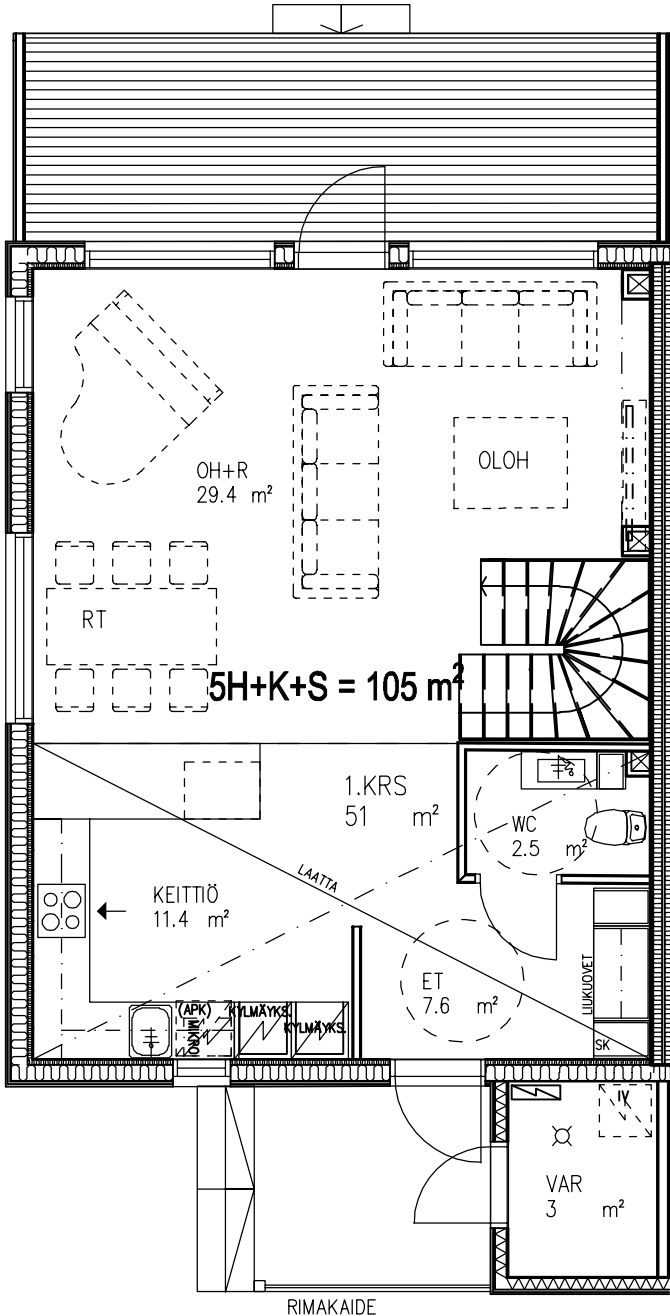 OH+R
29.4 m²
OLOH
RT
5H+K+S = 105 m²
1.KRS
51 m²
WC
2.5 m²
LAATTA
KEITTIÖ
11.4 m²
ET
7.6 m²
LIUKUOVET
SK
(APK)
MIKRO
KYLMÄYKS.
KYLMÄYKS.
IV
VAR
3 m²
RIMAKAIDE